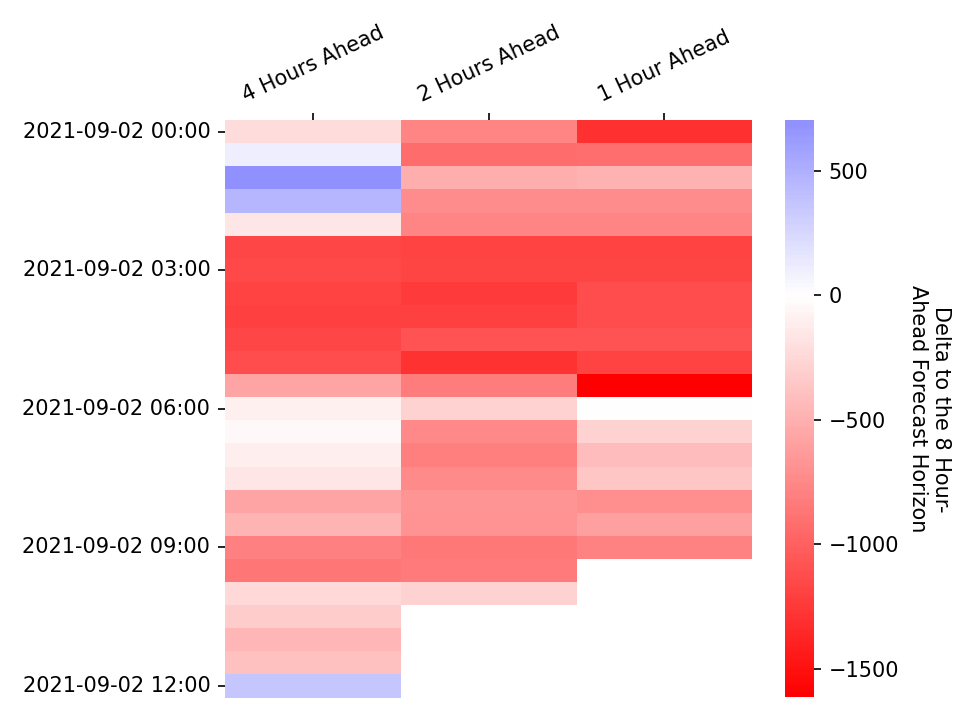 4 Hours Ahead
2 Hours Ahead
1 Hour Ahead
2021-09-02 00:00
2021-09-02 03:00
2021-09-02 06:00
2021-09-02 09:00
2021-09-02 12:00
500
0
−500
−1000
−1500
Delta to the 8 Hour-
Ahead Forecast Horizon